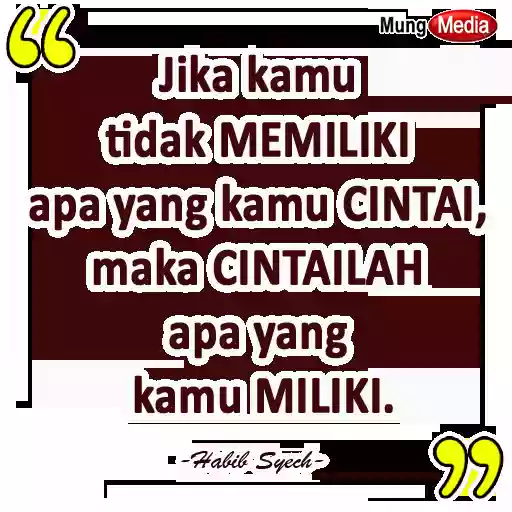 Mung Media
Jika kamu
tidak MEMILIKI
apa yang kamu CINTAI,
maka CINTAILAH
apa yang
kamu MILIKI.
-Habib Syech-